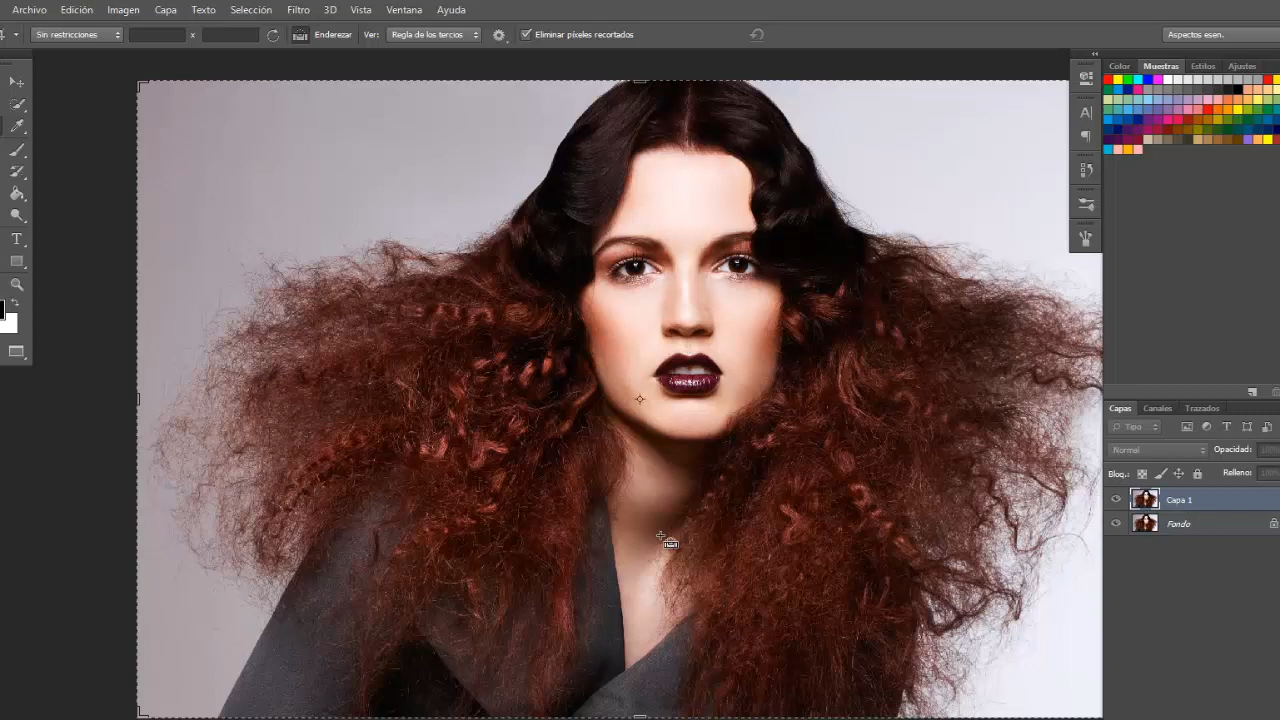 Archivo Edición Imagen Capa Texto Selección Filtro 3D Vista Ventana Ayuda
Sin restricciones x Enderezar Ver: Regla de los tercios Eliminar píxeles recortados Aspectos esen.
Color Muestras Estilos Ajustes
Capas Canales Trazados
Tipo
Normal Opacidad: 100%
Bloq.: Relleno: 100%
Capa 1
Fondo